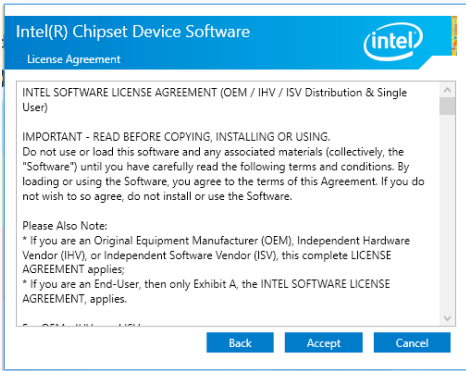 Intel(R) Chipset Device Software
intel
License Agreement
INTEL SOFTWARE LICENSE AGREEMENT (OEM / IHV / ISV Distribution & Single
User)
IMPORTANT - READ BEFORE COPYING, INSTALLING OR USING.
Do not use or load this software and any associated materials (collectively, the
"Software") until you have carefully read the following terms and conditions. By
loading or using the Software, you agree to the terms of this Agreement. If you do
not wish to so agree, do not install or use the Software.
Please Also Note:
* If you are an Original Equipment Manufacturer (OEM), Independent Hardware
Vendor (IHV), or Independent Software Vendor (ISV), this complete LICENSE
AGREEMENT applies;
* If you are an End-User, then only Exhibit A, the INTEL SOFTWARE LICENSE
AGREEMENT, applies.
Back Accept Cancel